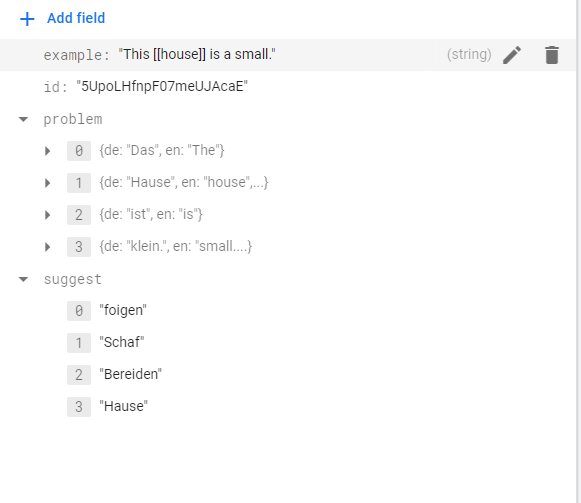 Add field
example: "This [[house]] is a small." (string)
id: "5UpoLHfnpF07meUJAcaE"
problem
0 {de: "Das", en: "The"}
1 {de: "Hause", en: "house",...}
2 {de: "ist", en: "is"}
3 {de: "klein.", en: "small....}
suggest
0 "foigen"
1 "Schaf"
2 "Bereiden"
3 "Hause"